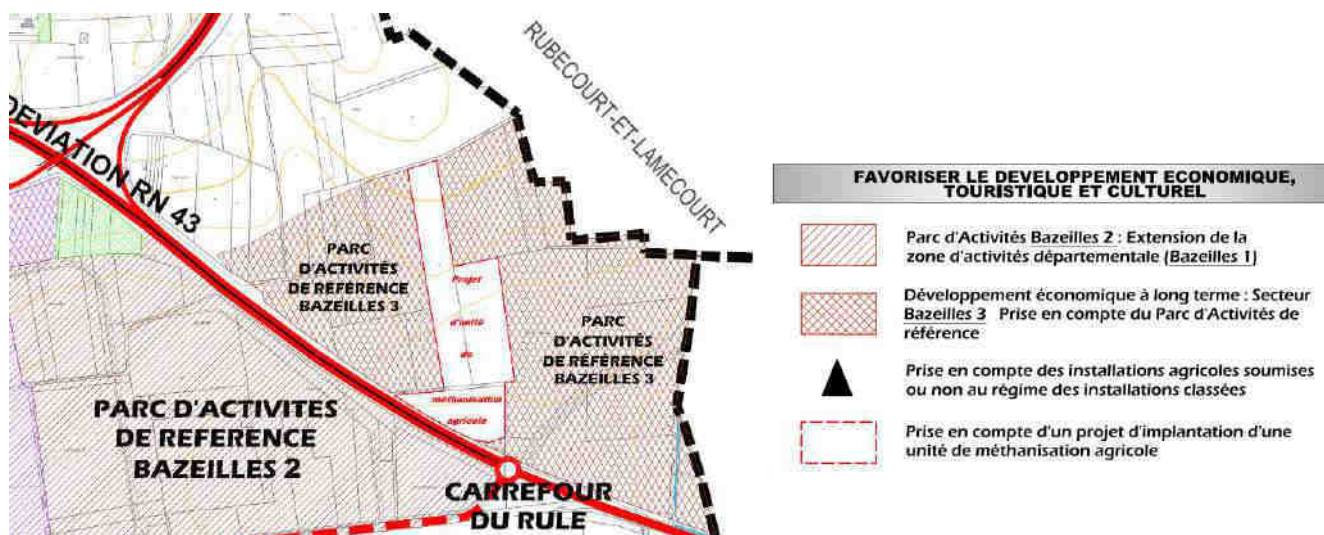 RUBECOURT-ET-LAMECOURT
DEVIATION RN 43
PARC
D'ACTIVITÉS
DE RÉFÉRENCE
BAZEILLES 3
Projet
d'unité
de
méthanisation
agricole
PARC
D'ACTIVITÉS
DE RÉFÉRENCE
BAZEILLES 3
PARC D'ACTIVITES
DE REFERENCE
BAZEILLES 2
CARREFOUR
DU RULE
FAVORISER LE DEVELOPPEMENT ECONOMIQUE,
TOURISTIQUE ET CULTUREL
Parc d'Activités Bazeilles 2 : Extension de la
zone d'activités départementale (Bazeilles 1)
Développement économique à long terme : Secteur
Bazeilles 3 Prise en compte du Parc d'Activités de
référence
Prise en compte des installations agricoles soumises
ou non au régime des installations classées
Prise en compte d'un projet d'implantation d'une
unité de méthanisation agricole